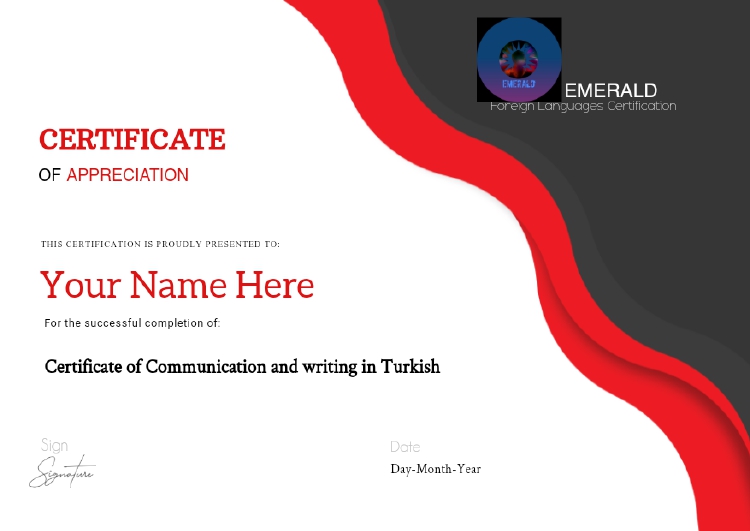 EMERALD
EMERALD
Foreign Languages Certification
CERTIFICATE
OF APPRECIATION
THIS CERTIFICATION IS PROUDLY PRESENTED TO:
Your Name Here
For the successful completion of:
Certificate of Communication and writing in Turkish
Sign
Signature
Date
Day-Month-Year